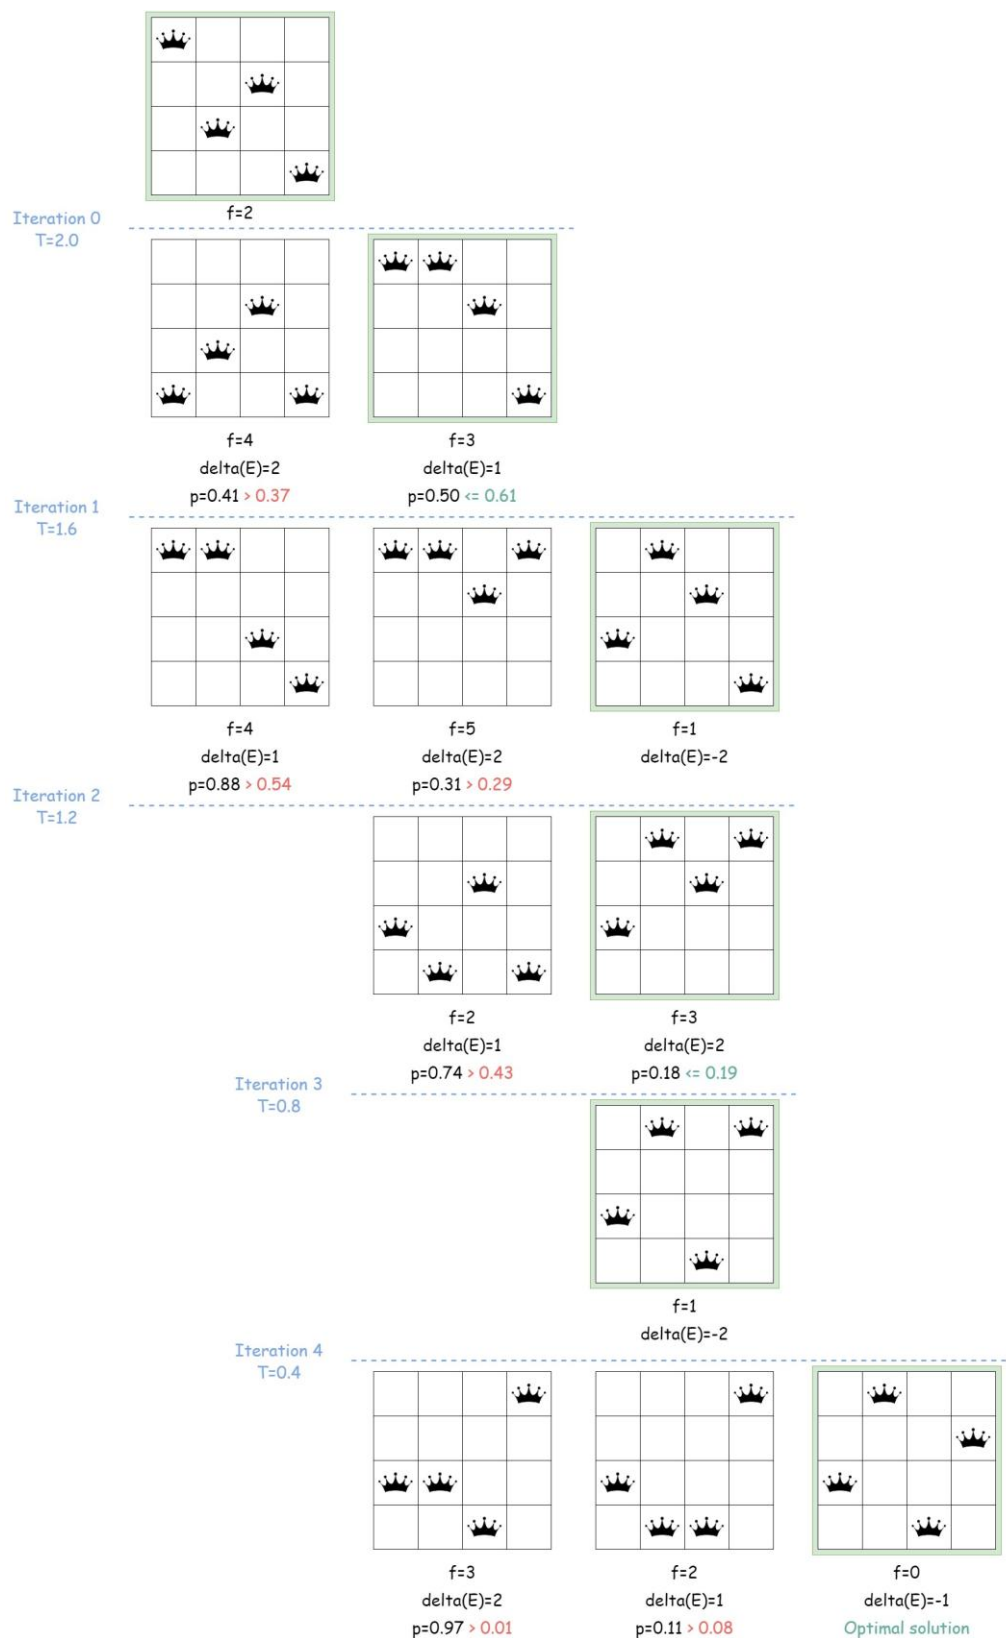 f=2
Iteration 0
T=2.0
f=4
delta(E)=2
p=0.41 > 0.37
f=3
delta(E)=1
p=0.50 <= 0.61
Iteration 1
T=1.6
f=4
delta(E)=1
p=0.88 > 0.54
f=5
delta(E)=2
p=0.31 > 0.29
f=1
delta(E)=-2
Iteration 2
T=1.2
f=2
delta(E)=1
p=0.74 > 0.43
f=3
delta(E)=2
p=0.18 <= 0.19
Iteration 3
T=0.8
f=1
delta(E)=-2
Iteration 4
T=0.4
f=3
delta(E)=2
p=0.97 > 0.01
f=2
delta(E)=1
p=0.11 > 0.08
f=0
delta(E)=-1
Optimal solution